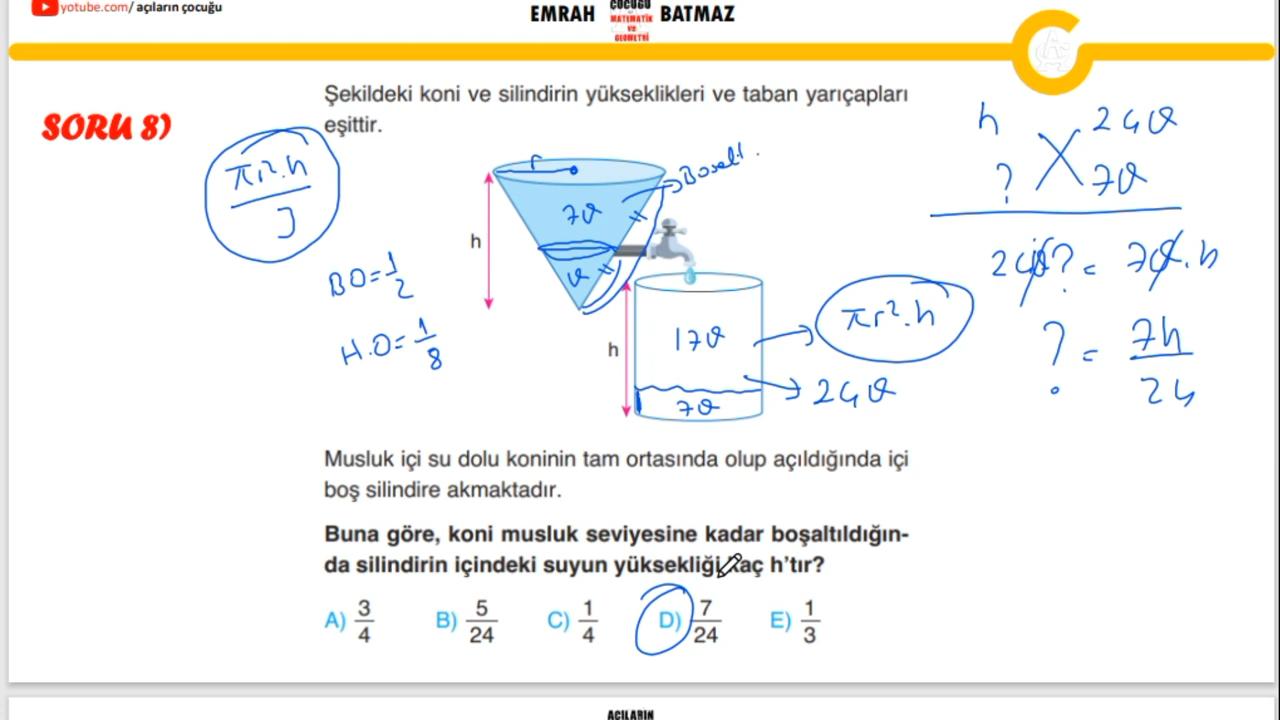 yotube.com/ açıların çocuğu
EMRAH
ÇOCUĞU
MATEMATİK
VE
GEOMETRİ
BATMAZ
SORU 8)
Şekildeki koni ve silindirin yükseklikleri ve taban yarıçapları
eşittir.
πr².h
3
BO=1/2
H.O=1/8
r
7ϑ
ϑ
h
h
17ϑ
7ϑ
πr².h
24ϑ
h 24ϑ
? 7ϑ
24ϑ? = 7ϑ.h
? = 7h/24
Musluk içi su dolu koninin tam ortasında olup açıldığında içi
boş silindire akmaktadır.
Buna göre, koni musluk seviyesine kadar boşaltıldığın-
da silindirin içindeki suyun yüksekliği kaç h’tır?
A) 3/4 B) 5/24 C) 1/4 D) 7/24 E) 1/3
AÇILARIN